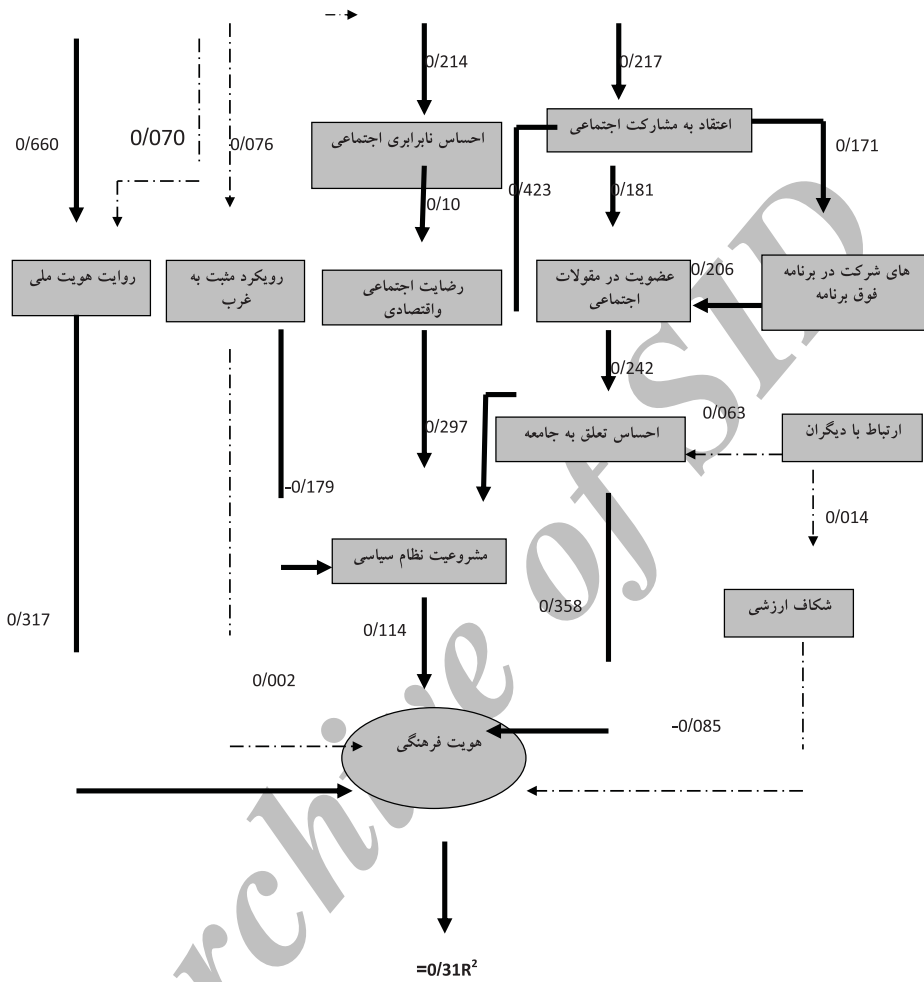 0/214
0/217
0/660
0/070
0/076
احساس نابرابری اجتماعی
اعتقاد به مشارکت اجتماعی
0/171
0/10
0/423
0/181
روایت هویت ملی
رویکرد مثبت به
غرب
رضایت اجتماعی
واقتصادی
عضویت در مقولات
اجتماعی
0/206
های شرکت در برنامه
فوق برنامه
0/242
0/297
احساس تعلق به جامعه
0/063
ارتباط با دیگران
-0/179
0/014
مشروعیت نظام سیاسی
0/317
0/114
0/358
شکاف ارزشی
0/002
-0/085
هویت فرهنگی
=0/31R²
Archive of SID